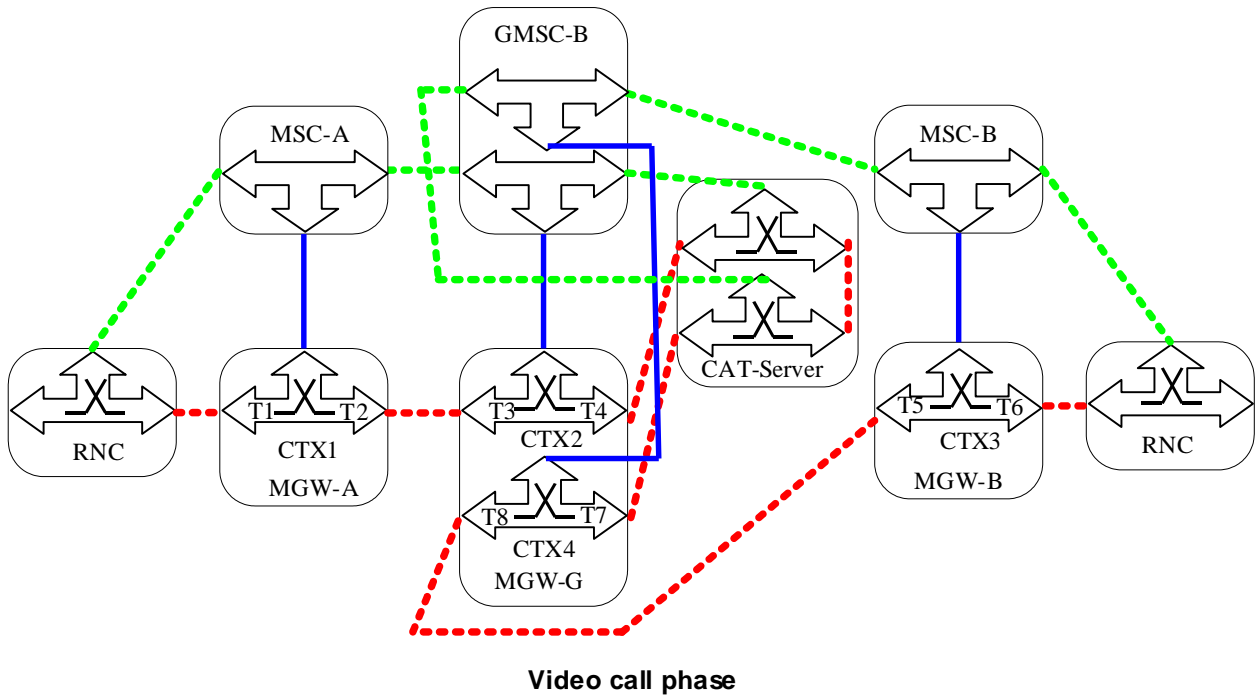 GMSC-B
MSC-A
MSC-B
CAT-Server
T1 T2
T3 T4
T5 T6
RNC
CTX1
CTX2
CTX3
RNC
MGW-A
MGW-B
T8 T7
CTX4
MGW-G
Video call phase